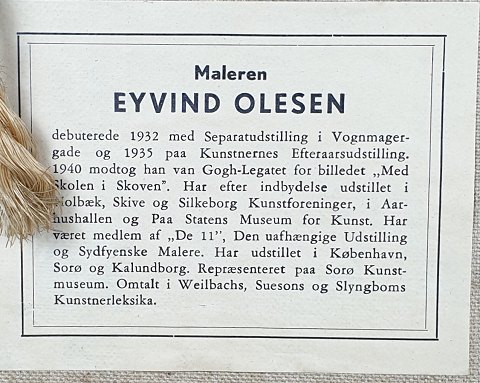 Maleren
EYVIND OLESEN
debuterede 1932 med Separatudstilling i Vognmager-
gade og 1935 paa Kunstnernes Efteraarsudstilling.
1940 modtog han van Gogh-Legatet for billedet „Med
Skolen i Skoven”. Har efter indbydelse udstillet i
Holbæk, Skive og Silkeborg Kunstforeninger, i Aar-
hushallen og Paa Statens Museum for Kunst. Har
været medlem af „De 11”, Den uafhængige Udstilling
og Sydfyenske Malere. Har udstillet i København,
Sorø og Kalundborg. Repræsenteret paa Sorø Kunst-
museum. Omtalt i Weilbachs, Suesons og Slyngboms
Kunstnerleksika.